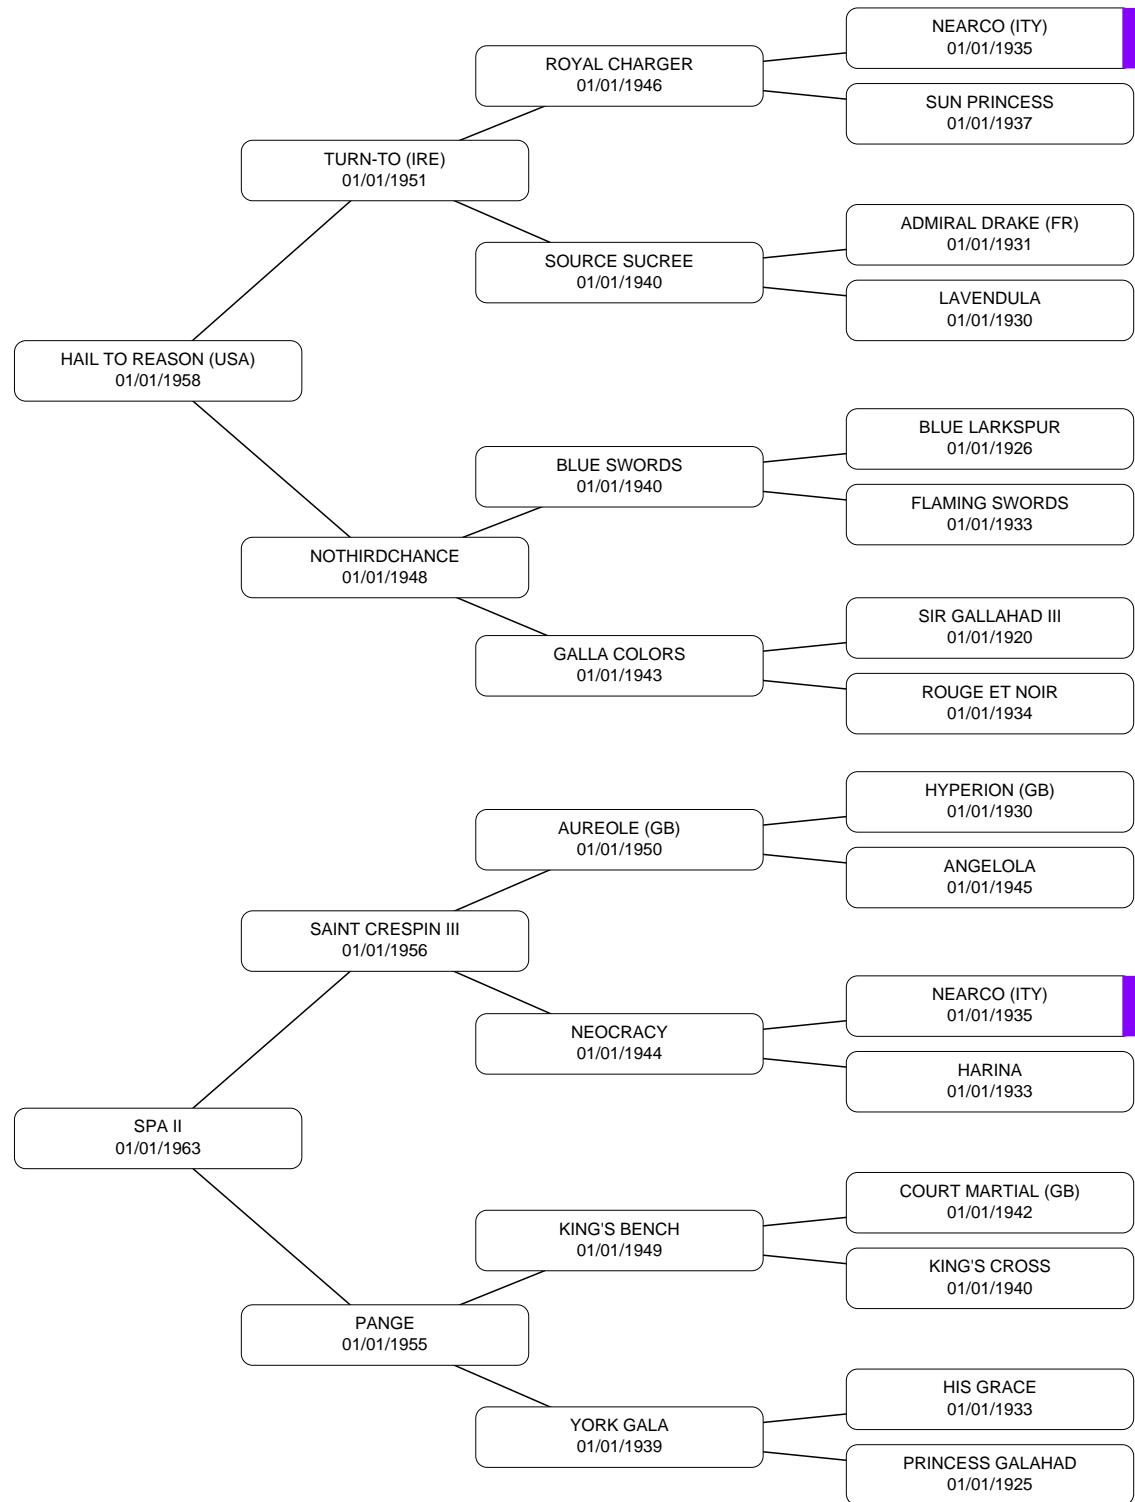 NEARCO (ITY)
01/01/1935
ROYAL CHARGER
01/01/1946
SUN PRINCESS
01/01/1937
TURN-TO (IRE)
01/01/1951
ADMIRAL DRAKE (FR)
01/01/1931
SOURCE SUCREE
01/01/1940
LAVENDULA
01/01/1930
HAIL TO REASON (USA)
01/01/1958
BLUE LARKSPUR
01/01/1926
BLUE SWORDS
01/01/1940
FLAMING SWORDS
01/01/1933
NOTHIRDCHANCE
01/01/1948
SIR GALLAHAD III
01/01/1920
GALLA COLORS
01/01/1943
ROUGE ET NOIR
01/01/1934
HYPERION (GB)
01/01/1930
AUREOLE (GB)
01/01/1950
ANGELOLA
01/01/1945
SAINT CRESPIN III
01/01/1956
NEARCO (ITY)
01/01/1935
NEOCRACY
01/01/1944
HARINA
01/01/1933
SPA II
01/01/1963
COURT MARTIAL (GB)
01/01/1942
KING'S BENCH
01/01/1949
KING'S CROSS
01/01/1940
PANGE
01/01/1955
HIS GRACE
01/01/1933
YORK GALA
01/01/1939
PRINCESS GALAHAD
01/01/1925